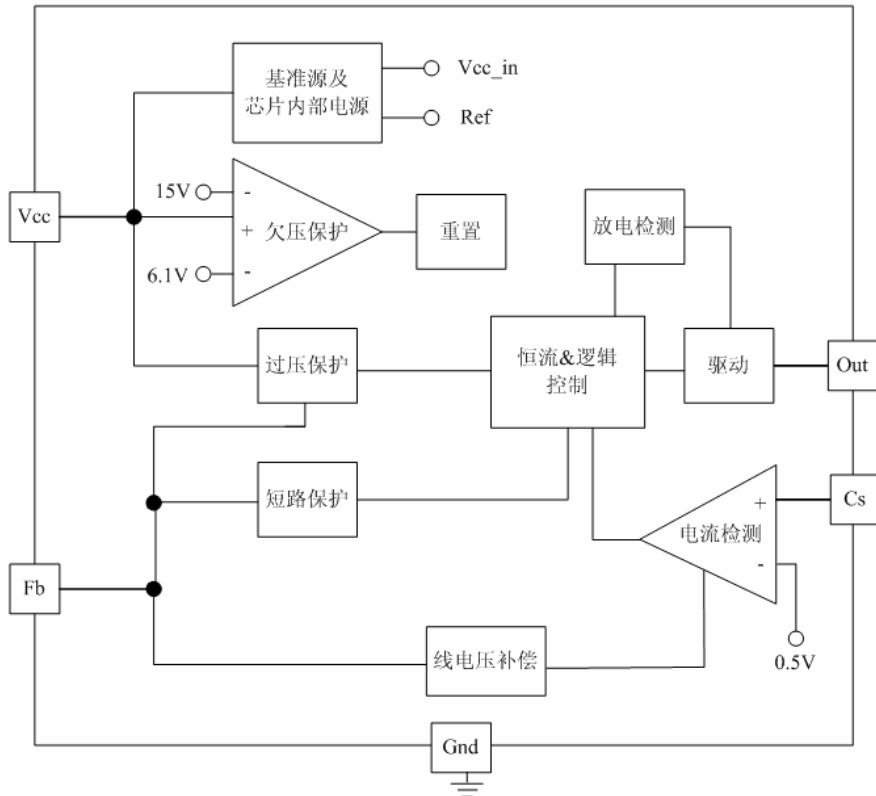 基准源及
芯片内部电源
Vcc_in
Ref
Vcc
15V
-
+
欠压保护
6.1V
-
重置
放电检测
过压保护
恒流&逻辑
控制
驱动
Out
短路保护
+
电流检测
-
Cs
Fb
线电压补偿
0.5V
Gnd